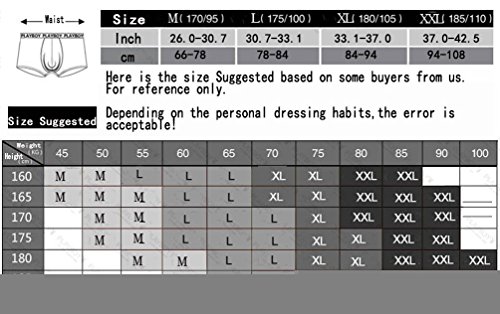 Waist
PLAYBOY PLAYBOY PLAYBOY
Size M(170/95) L(175/100) XL(180/105) XXL(185/110)
Inch 26.0-30.7 30.7-33.1 33.1-37.0 37.0-42.5
cm 66-78 78-84 84-94 94-108
Here is the size Suggested based on some buyers from us.
For reference only.
Size Suggested
Depending on the personal dressing habits,the error is
acceptable!
Weight (KG) Height (cm) 45 50 55 60 65 70 75 80 85 90 100
160 M M L L L XL XL XXL XXL
165 M M M L L XL XL XXL XXL XXL
170 M M L L L XL XXL XXL XXL
175 M M L L L XL XL XXL XXL
180 M M L L XL XL XXL XXL XXL